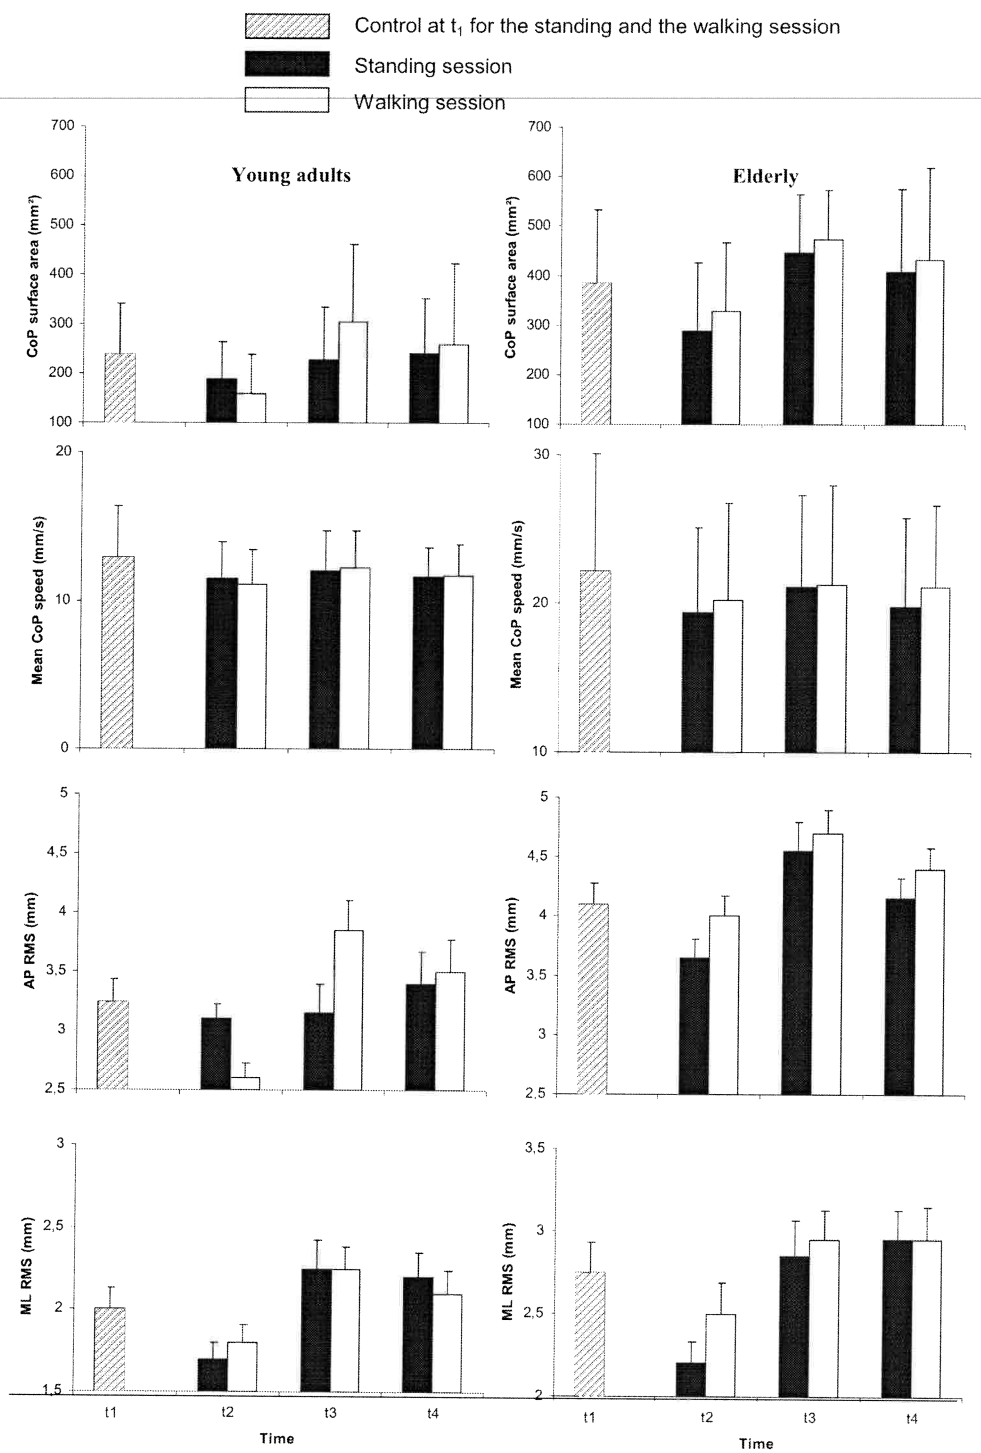 Control at t1 for the standing and the walking session
Standing session
Walking session
Young adults
CoP surface area (mm²)
700
600
500
400
300
200
100
Elderly
CoP surface area (mm²)
700
600
500
400
300
200
100
Mean CoP speed (mm/s)
20
10
0
Mean CoP speed (mm/s)
30
20
10
AP RMS (mm)
5
4,5
4
3,5
3
2,5
AP RMS (mm)
5
4,5
4
3,5
3
2,5
ML RMS (mm)
3
2,5
2
1,5
t1 t2 t3 t4
Time
ML RMS (mm)
3,5
3
2,5
2
t1 t2 t3 t4
Time